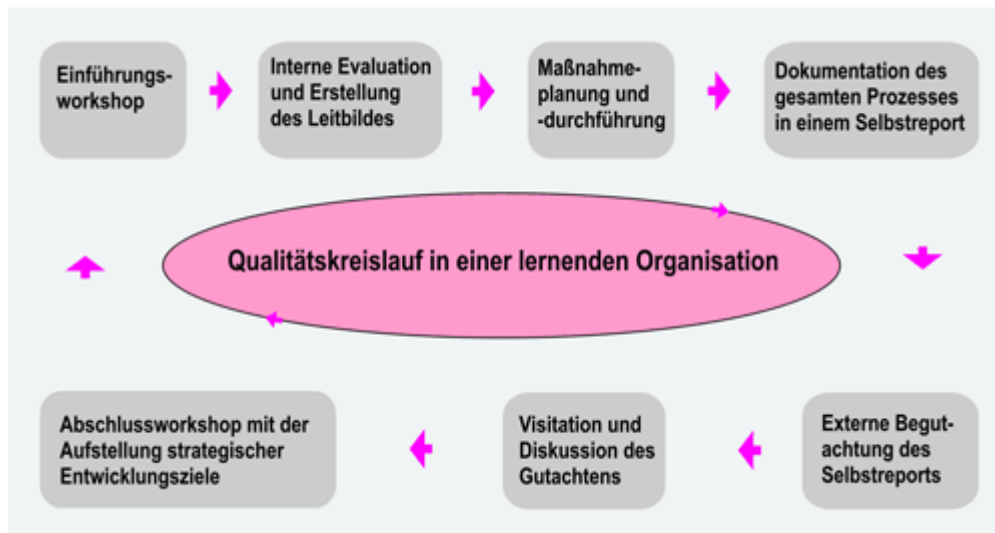 Einführungs-
workshop
Interne Evaluation
und Erstellung
des Leitbildes
Maßnahme-
planung und
-durchführung
Dokumentation des
gesamten Prozesses
in einem Selbstreport
Qualitätskreislauf in einer lernenden Organisation
Abschlussworkshop mit der
Aufstellung strategischer
Entwicklungsziele
Visitation und
Diskussion des
Gutachtens
Externe Begut-
achtung des
Selbstreports